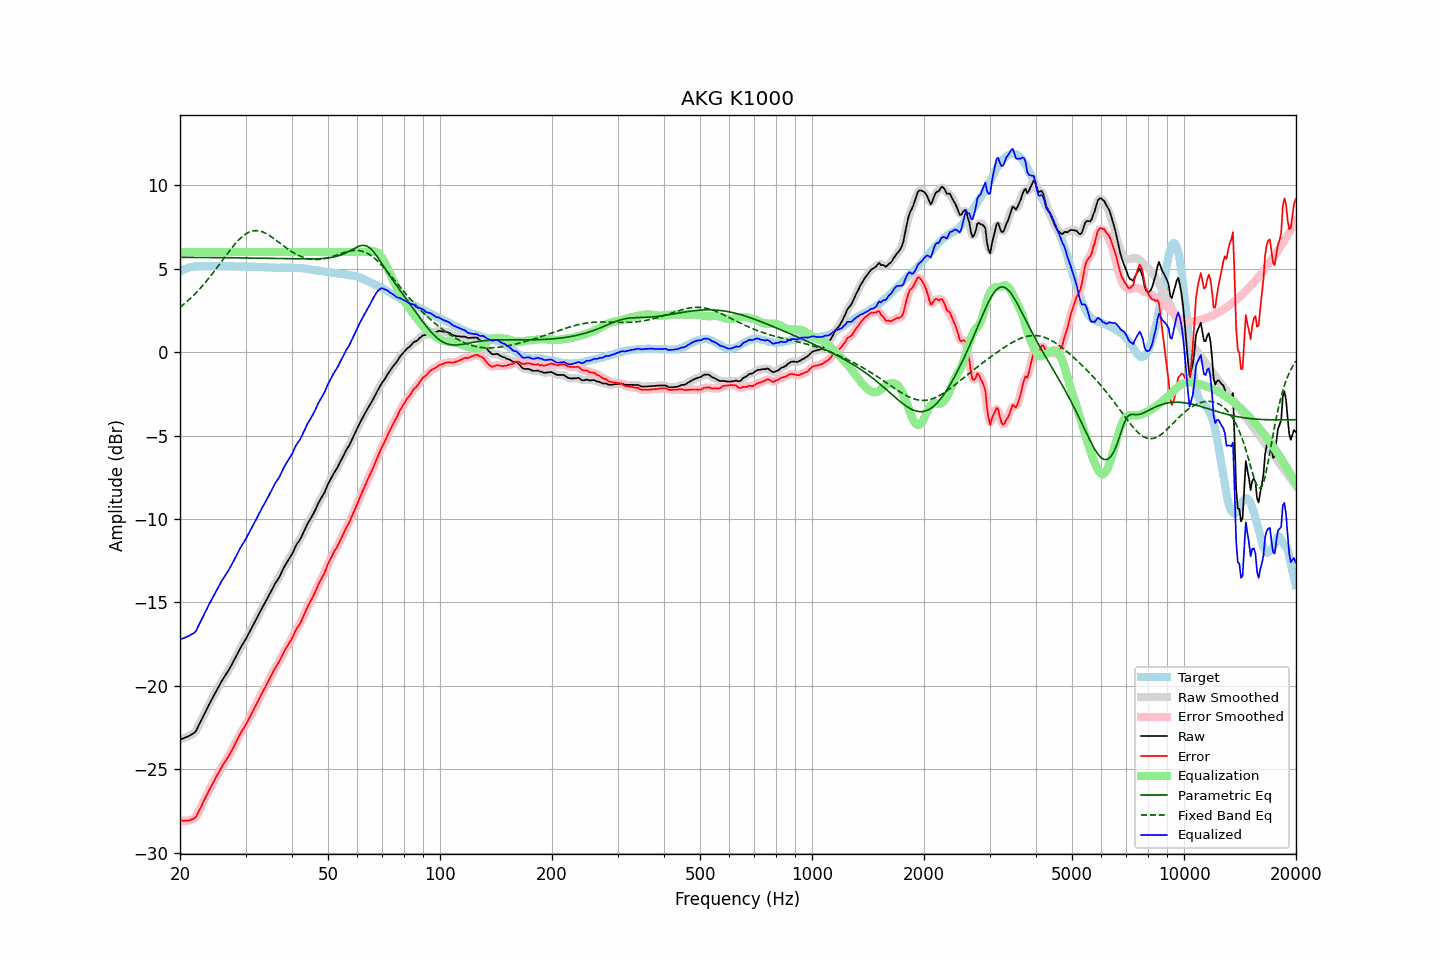 AKG K1000
Amplitude (dBr)
10
5
0
−5
−10
−15
−20
−25
−30
20
50
100
200
500
1000
2000
5000
10000
20000
Frequency (Hz)
Target
Raw Smoothed
Error Smoothed
Raw
Error
Equalization
Parametric Eq
Fixed Band Eq
Equalized